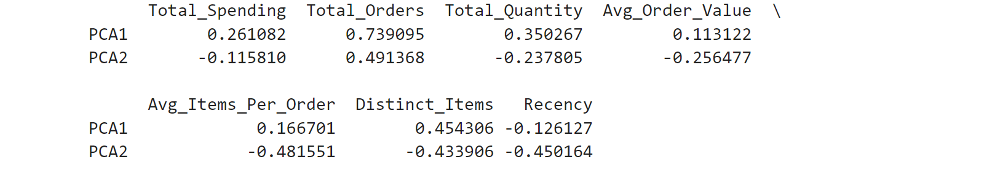 Total_Spending Total_Orders Total_Quantity Avg_Order_Value \
PCA1 0.261082 0.739095 0.350267 0.113122
PCA2 -0.115810 0.491368 -0.237805 -0.256477
Avg_Items_Per_Order Distinct_Items Recency
PCA1 0.166701 0.454306 -0.126127
PCA2 -0.481551 -0.433906 -0.450164